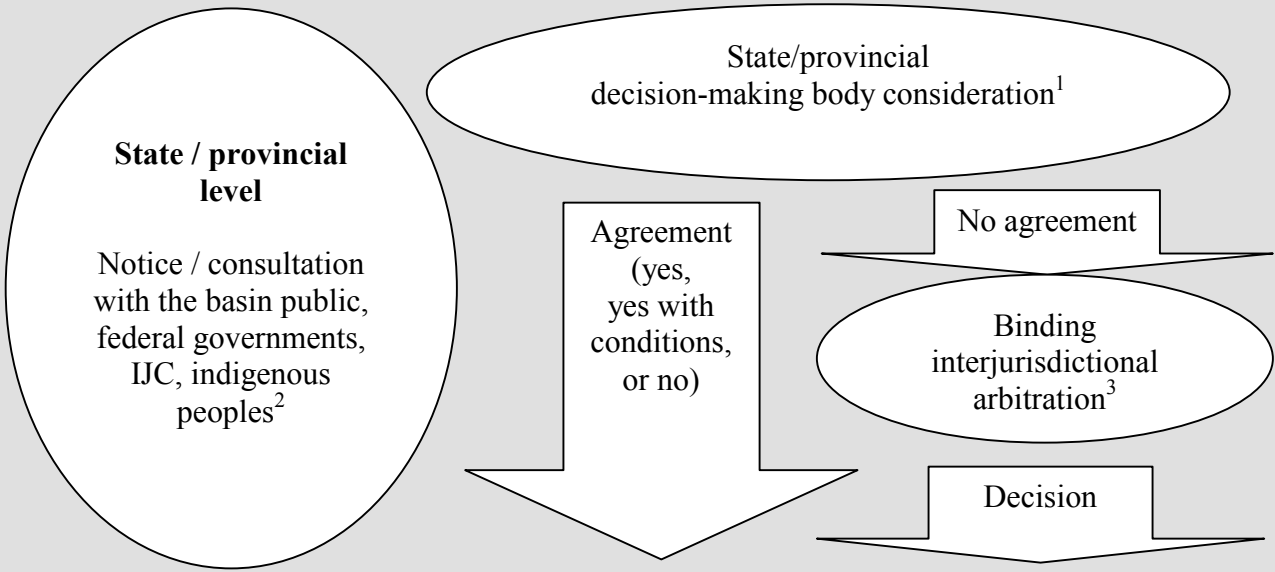 State / provincial
level
Notice / consultation
with the basin public,
federal governments,
IJC, indigenous
peoples²
State/provincial
decision-making body consideration¹
Agreement
(yes,
yes with
conditions,
or no)
No agreement
Binding
interjurisdictional
arbitration³
Decision